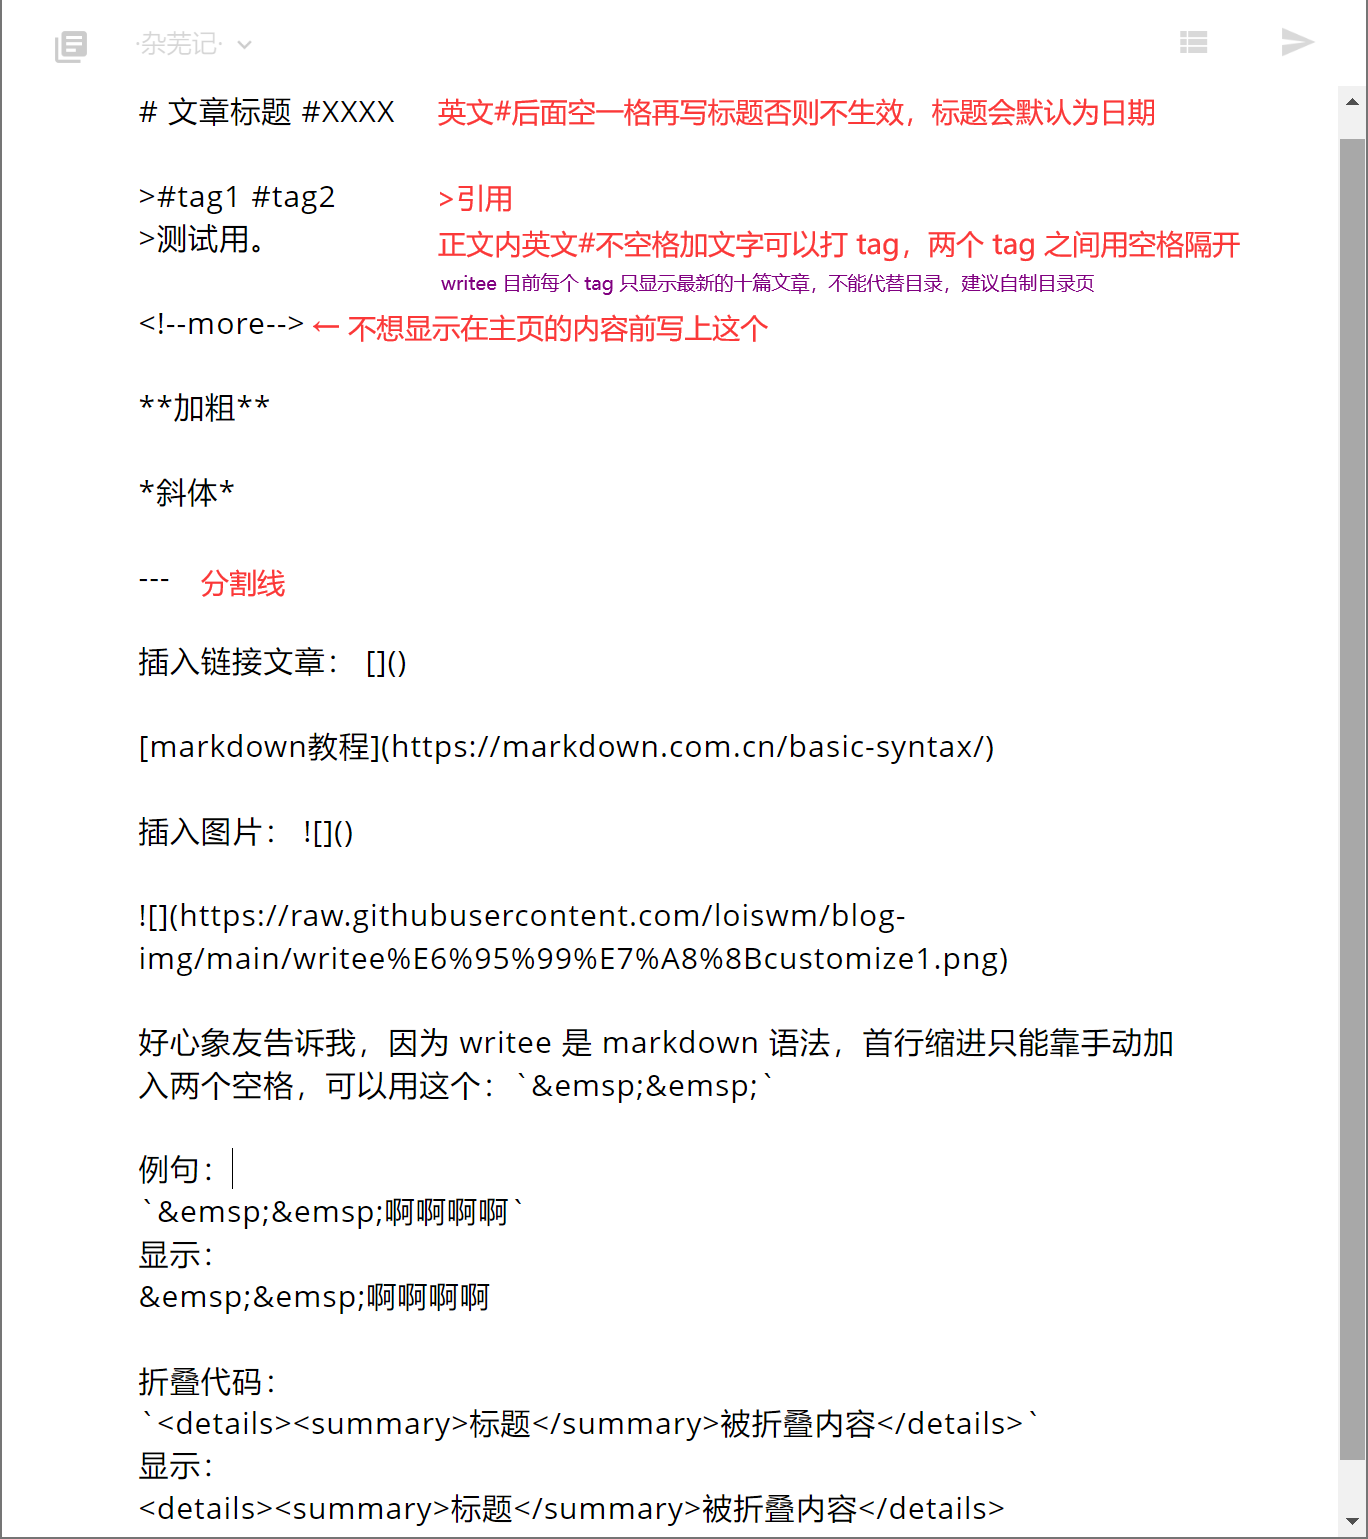 ·杂芜记·
# 文章标题 #XXXX 英文#后面空一格再写标题否则不生效，标题会默认为日期
>#tag1 #tag2 >引用
>测试用。 正文内英文#不空格加文字可以打 tag，两个 tag 之间用空格隔开
writee 目前每个 tag 只显示最新的十篇文章，不能代替目录，建议自制目录页
<!--more--> ← 不想显示在主页的内容前写上这个
**加粗**
*斜体*
--- 分割线
插入链接文章： []()
[markdown教程](https://markdown.com.cn/basic-syntax/)
插入图片： ![]()
![](https://raw.githubusercontent.com/loiswm/blog-
img/main/writee%E6%95%99%E7%A8%8Bcustomize1.png)
好心象友告诉我，因为 writee 是 markdown 语法，首行缩进只能靠手动加
入两个空格，可以用这个：`&emsp;&emsp;`
例句：
`&emsp;&emsp;啊啊啊啊`
显示：
&emsp;&emsp;啊啊啊啊
折叠代码：
`<details><summary>标题</summary>被折叠内容</details>`
显示：
<details><summary>标题</summary>被折叠内容</details>